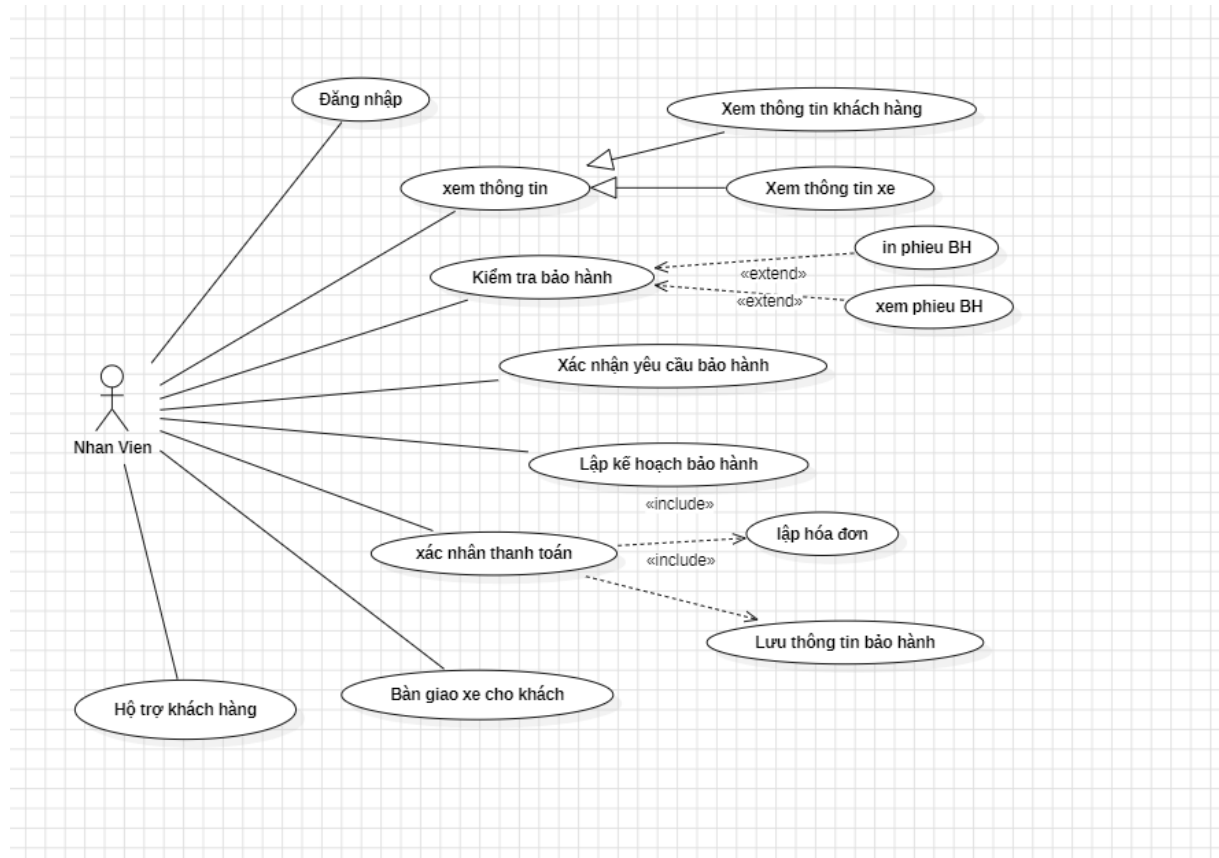 Đăng nhập
Xem thông tin khách hàng
xem thông tin
Xem thông tin xe
in phieu BH
Kiểm tra bảo hành
«extend»
«extend»
xem phieu BH
Xác nhận yêu cầu bảo hành
Nhan Vien
Lập kế hoạch bảo hành
«include»
lập hóa đơn
xác nhân thanh toán
«include»
Lưu thông tin bảo hành
Bàn giao xe cho khách
Hộ trợ khách hàng